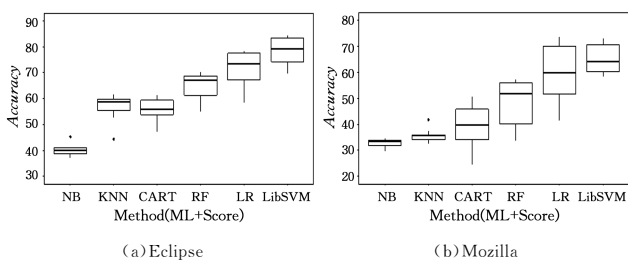 Accuracy
90
80
70
60
50
40
30
NB KNN CART RF LR LibSVM
Method(ML+Score)
(a)Eclipse
Accuracy
80
70
60
50
40
30
20
NB KNN CART RF LR LibSVM
Method(ML+Score)
(b)Mozilla